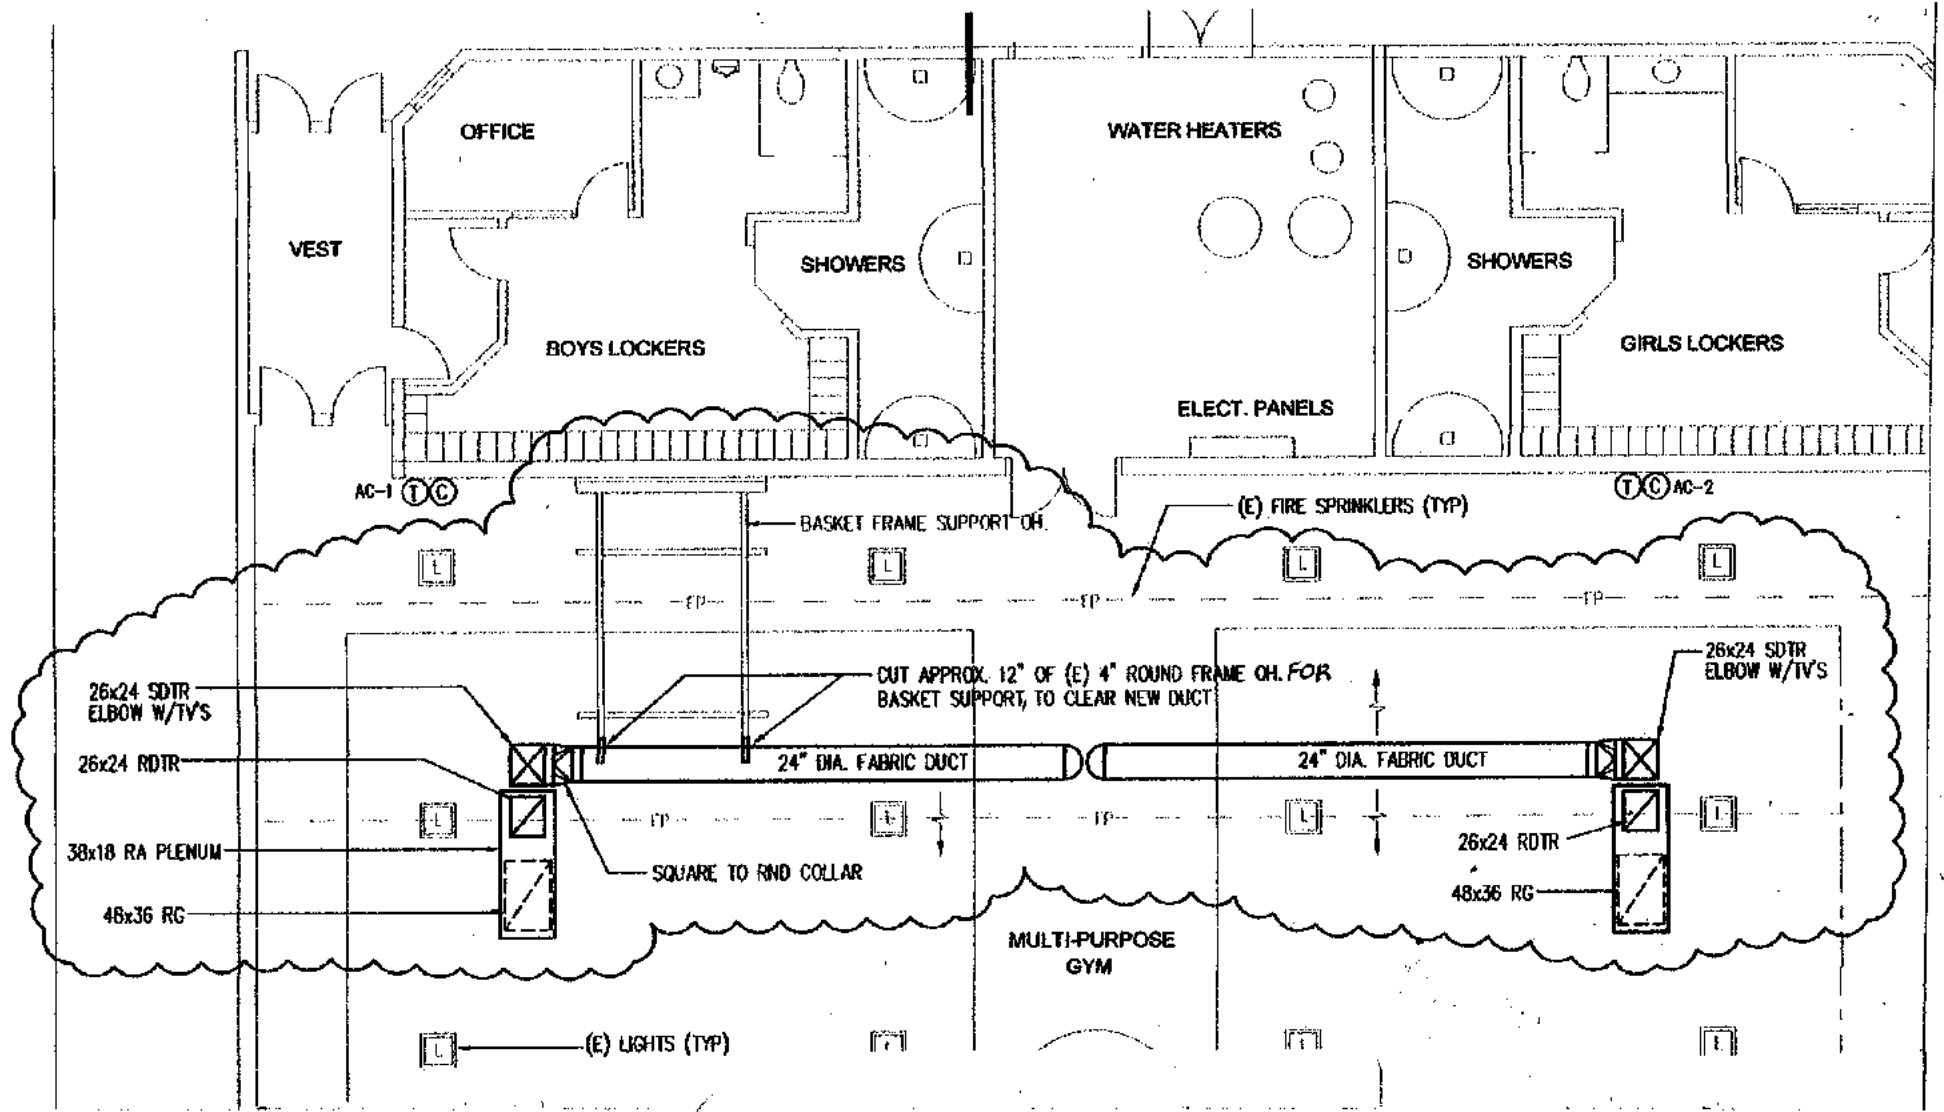 OFFICE
WATER HEATERS
VEST
SHOWERS
SHOWERS
BOYS LOCKERS
GIRLS LOCKERS
ELECT. PANELS
AC-1 T C
T C AC-2
BASKET FRAME SUPPORT OH.
(E) FIRE SPRINKLERS (TYP)
L
L
L
L
FP
FP
FP
26x24 SDTR
ELBOW W/TV'S
CUT APPROX. 12" OF (E) 4" ROUND FRAME OH. FOR
BASKET SUPPORT, TO CLEAR NEW DUCT
26x24 SDTR
ELBOW W/TV'S
24" DIA. FABRIC DUCT
24" DIA. FABRIC DUCT
26x24 RDTR
L
FP
L
FP
L
L
38x18 RA PLENUM
SQUARE TO RND COLLAR
26x24 RDTR
48x36 RG
48x36 RG
MULTI-PURPOSE
GYM
L
(E) LIGHTS (TYP)
L
L
L